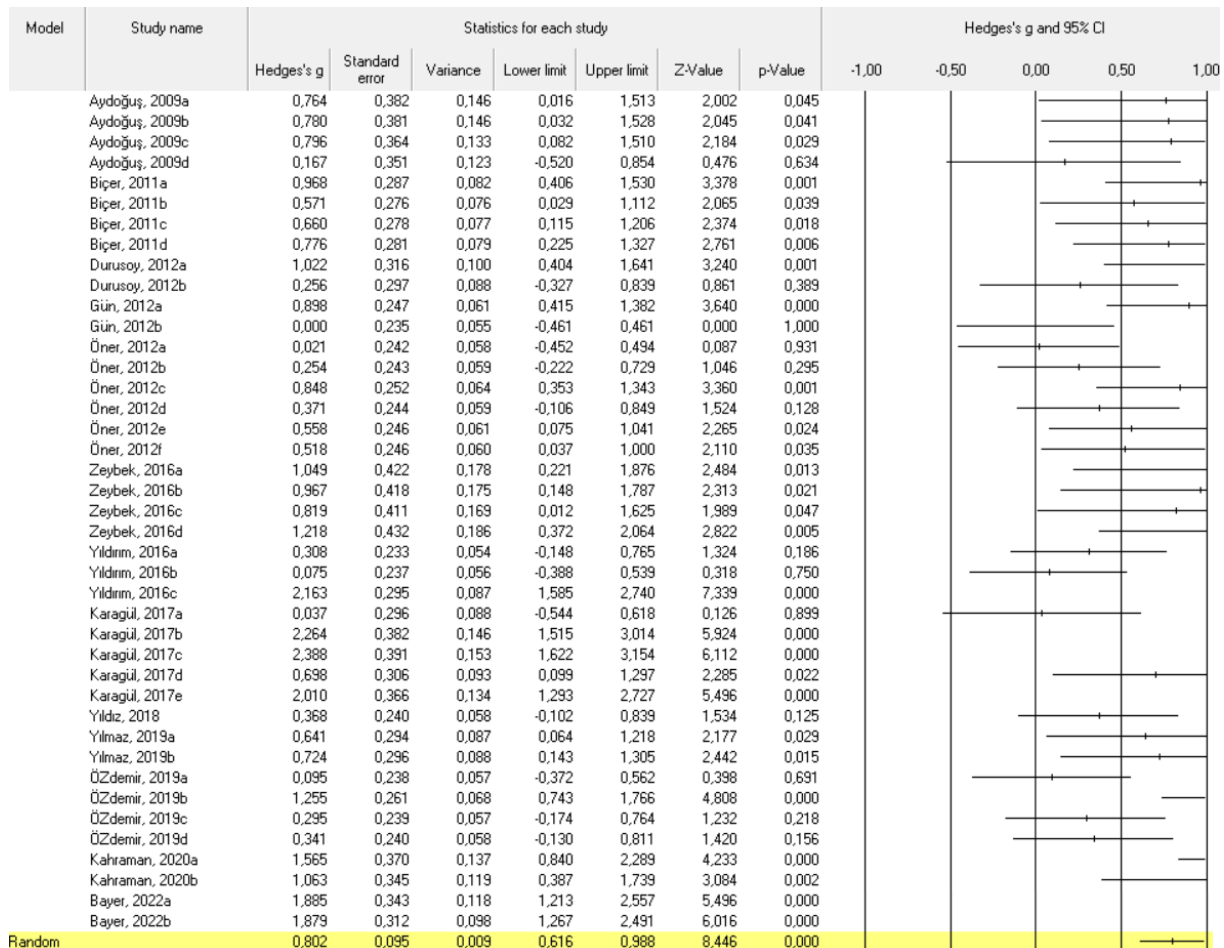 Model Study name Statistics for each study Hedges's g and 95% CI
Hedges's g Standard error Variance Lower limit Upper limit Z-Value p-Value -1,00 -0,50 0,00 0,50 1,00
Aydoğuş, 2009a 0,764 0,382 0,146 0,016 1,513 2,002 0,045
Aydoğuş, 2009b 0,780 0,381 0,146 0,032 1,528 2,045 0,041
Aydoğuş, 2009c 0,796 0,364 0,133 0,082 1,510 2,184 0,029
Aydoğuş, 2009d 0,167 0,351 0,123 -0,520 0,854 0,476 0,634
Biçer, 2011a 0,968 0,287 0,082 0,406 1,530 3,378 0,001
Biçer, 2011b 0,571 0,276 0,076 0,029 1,112 2,065 0,039
Biçer, 2011c 0,660 0,278 0,077 0,115 1,206 2,374 0,018
Biçer, 2011d 0,776 0,281 0,079 0,225 1,327 2,761 0,006
Durusoy, 2012a 1,022 0,316 0,100 0,404 1,641 3,240 0,001
Durusoy, 2012b 0,256 0,297 0,088 -0,327 0,839 0,861 0,389
Gün, 2012a 0,898 0,247 0,061 0,415 1,382 3,640 0,000
Gün, 2012b 0,000 0,235 0,055 -0,461 0,461 0,000 1,000
Öner, 2012a 0,021 0,242 0,058 -0,452 0,494 0,087 0,931
Öner, 2012b 0,254 0,243 0,059 -0,222 0,729 1,046 0,295
Öner, 2012c 0,848 0,252 0,064 0,353 1,343 3,360 0,001
Öner, 2012d 0,371 0,244 0,059 -0,106 0,849 1,524 0,128
Öner, 2012e 0,558 0,246 0,061 0,075 1,041 2,265 0,024
Öner, 2012f 0,518 0,246 0,060 0,037 1,000 2,110 0,035
Zeybek, 2016a 1,049 0,422 0,178 0,221 1,876 2,484 0,013
Zeybek, 2016b 0,967 0,418 0,175 0,148 1,787 2,313 0,021
Zeybek, 2016c 0,819 0,411 0,169 0,012 1,625 1,989 0,047
Zeybek, 2016d 1,218 0,432 0,186 0,372 2,064 2,822 0,005
Yıldırım, 2016a 0,308 0,233 0,054 -0,148 0,765 1,324 0,186
Yıldırım, 2016b 0,075 0,237 0,056 -0,388 0,539 0,318 0,750
Yıldırım, 2016c 2,163 0,295 0,087 1,585 2,740 7,339 0,000
Karagül, 2017a 0,037 0,296 0,088 -0,544 0,618 0,126 0,899
Karagül, 2017b 2,264 0,382 0,146 1,515 3,014 5,924 0,000
Karagül, 2017c 2,388 0,391 0,153 1,622 3,154 6,112 0,000
Karagül, 2017d 0,698 0,306 0,093 0,099 1,297 2,285 0,022
Karagül, 2017e 2,010 0,366 0,134 1,293 2,727 5,496 0,000
Yıldız, 2018 0,368 0,240 0,058 -0,102 0,839 1,534 0,125
Yılmaz, 2019a 0,641 0,294 0,087 0,064 1,218 2,177 0,029
Yılmaz, 2019b 0,724 0,296 0,088 0,143 1,305 2,442 0,015
ÖZdemir, 2019a 0,095 0,238 0,057 -0,372 0,562 0,398 0,691
ÖZdemir, 2019b 1,255 0,261 0,068 0,743 1,766 4,808 0,000
ÖZdemir, 2019c 0,295 0,239 0,057 -0,174 0,764 1,232 0,218
ÖZdemir, 2019d 0,341 0,240 0,058 -0,130 0,811 1,420 0,156
Kahraman, 2020a 1,565 0,370 0,137 0,840 2,289 4,233 0,000
Kahraman, 2020b 1,063 0,345 0,119 0,387 1,739 3,084 0,002
Bayer, 2022a 1,885 0,343 0,118 1,213 2,557 5,496 0,000
Bayer, 2022b 1,879 0,312 0,098 1,267 2,491 6,016 0,000
Random 0,802 0,095 0,009 0,616 0,988 8,446 0,000